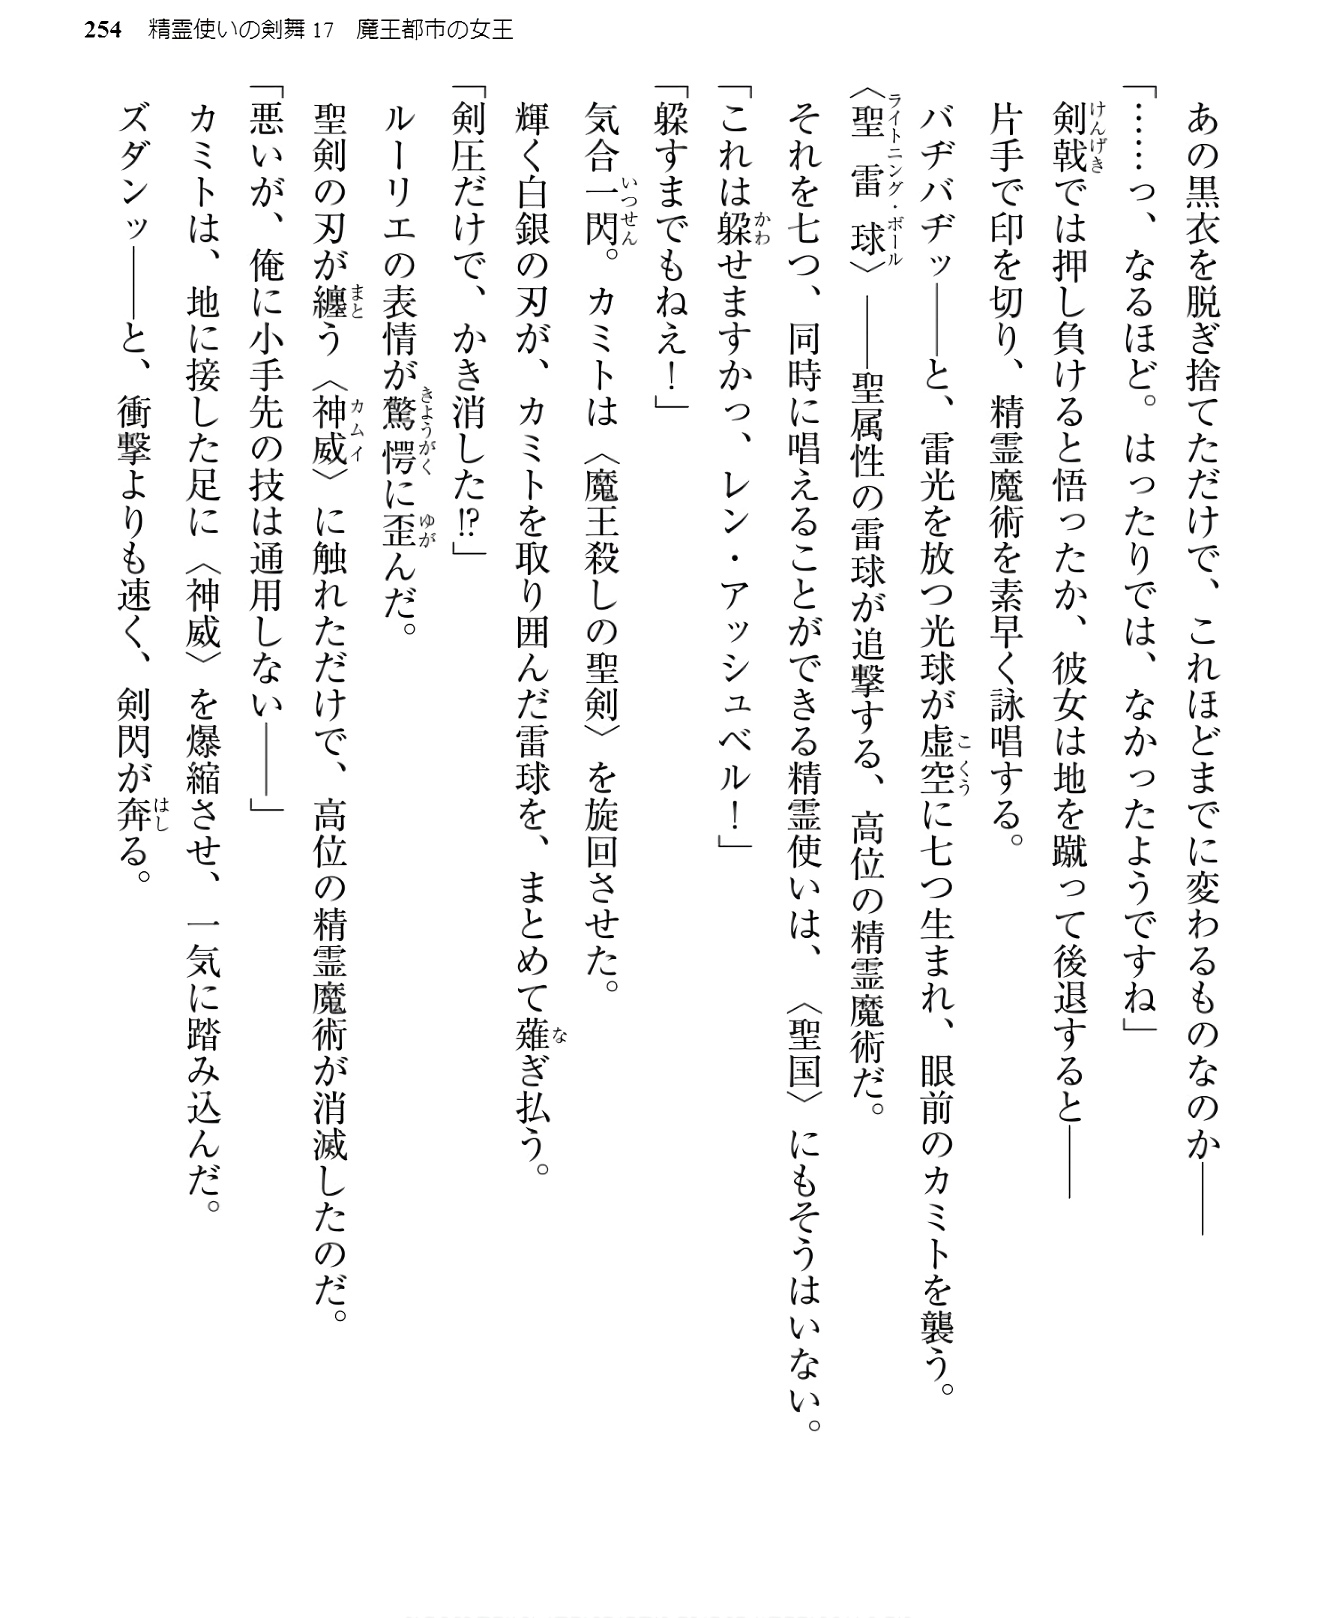 254 精霊使いの剣舞17 魔王都市の女王
あの黒衣を脱ぎ捨てただけで、これほどまでに変わるものなのか――
「……っ、なるほど。はったりでは、なかったようですね」
剣戟では押し負けると悟ったか、彼女は地を蹴って後退すると――
片手で印を切り、精霊魔術を素早く詠唱する。
バヂバヂッ――と、雷光を放つ光球が虚空に七つ生まれ、眼前のカミトを襲う。
〈聖雷球〉――聖属性の雷球が追撃する、高位の精霊魔術だ。
それを七つ、同時に唱えることができる精霊使いは、〈聖国〉にもそうはいない。
「これは躱せますかっ、レン・アッシュベル！」
「躱すまでもねえ！」
気合一閃。カミトは〈魔王殺しの聖剣〉を旋回させた。
輝く白銀の刃が、カミトを取り囲んだ雷球を、まとめて薙ぎ払う。
「剣圧だけで、かき消した!?」
ルーリエの表情が驚愕に歪んだ。
聖剣の刃が纏う〈神威〉に触れただけで、高位の精霊魔術が消滅したのだ。
「悪いが、俺に小手先の技は通用しない――」
カミトは、地に接した足に〈神威〉を爆縮させ、一気に踏み込んだ。
ズダンッ――と、衝撃よりも速く、剣閃が奔る。